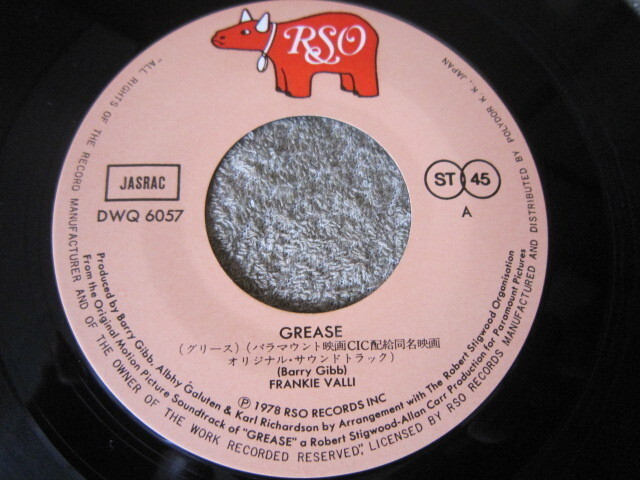 RSO
JASRAC
DWQ 6057
ST 45
A
GREASE
(グリース) (パラマウント映画CIC配給同名映画
オリジナル・サウンドトラック)
(Barry Gibb)
FRANKIE VALLI
Ⓟ 1978 RSO RECORDS INC
Produced by Barry Gibb, Albhy Galuten & Karl Richardson by Arrangement with The Robert Stigwood Organisation
From the Original Motion Picture Soundtrack of "GREASE" a Robert Stigwood-Allan Carr Production for Paramount Pictures
"ALL RIGHTS OF THE RECORD MANUFACTURER AND OF THE OWNER OF THE WORK RECORDED RESERVED", LICENSED BY RSO RECORDS MANUFACTURED AND DISTRIBUTED BY POLYDOR K. K., JAPAN